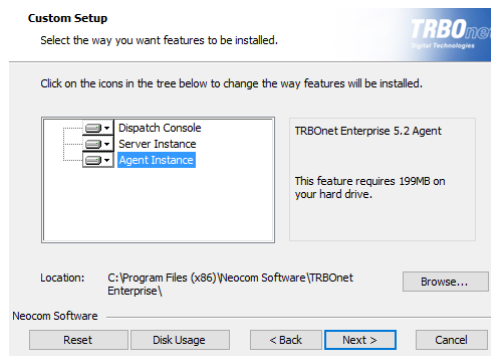 Custom Setup
Select the way you want features to be installed.
TRBOnet
Digital Technologies
Click on the icons in the tree below to change the way features will be installed.
Dispatch Console
Server Instance
Agent Instance
TRBOnet Enterprise 5.2 Agent
This feature requires 199MB on
your hard drive.
Location:
C:\Program Files (x86)\Neocom Software\TRBOnet
Enterprise\
Browse...
Neocom Software
Reset
Disk Usage
< Back
Next >
Cancel